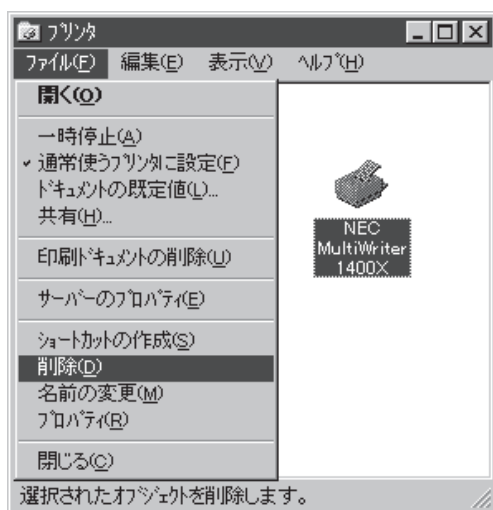 プリンタ
ファイル(F) 編集(E) 表示(V) ヘルプ(H)
開く(O)
一時停止(A)
通常使うプリンタに設定(F)
ドキュメントの既定値(L)...
共有(H)...
印刷ドキュメントの削除(U)
サーバーのプロパティ(E)
ショートカットの作成(S)
削除(D)
名前の変更(M)
プロパティ(R)
閉じる(C)
NEC
MultiWriter
1400X
選択されたオブジェクトを削除します。